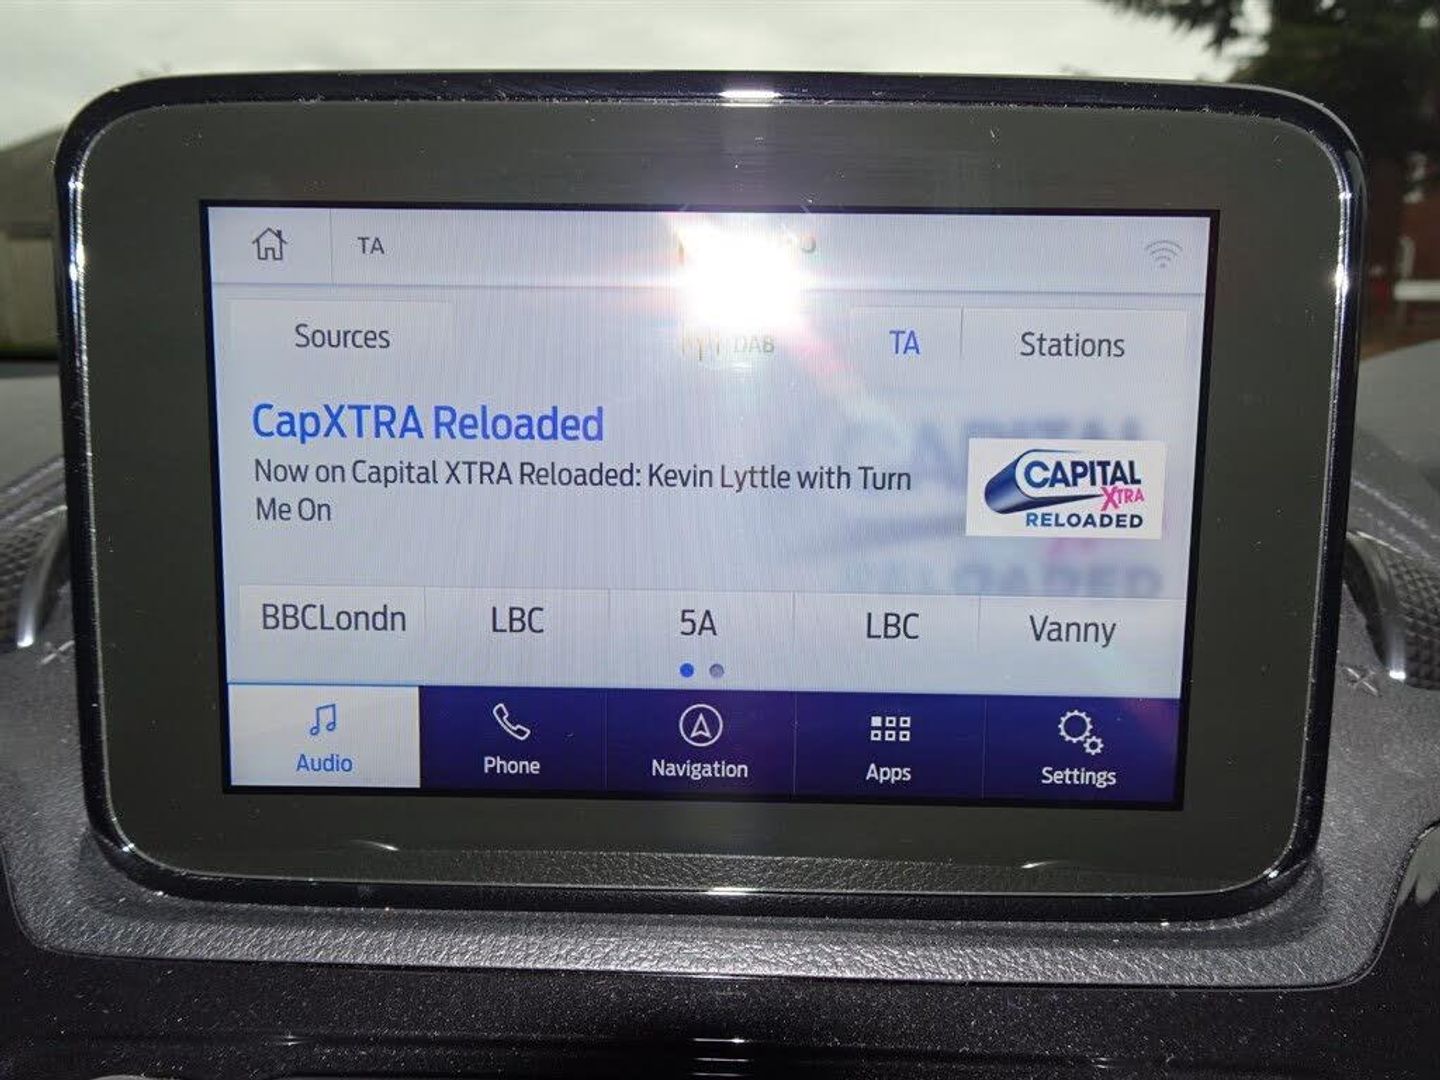 TA
Sources
DAB
TA
Stations
CapXTRA Reloaded
Now on Capital XTRA Reloaded: Kevin Lyttle with Turn
Me On
CAPITAL
XTRA
RELOADED
BBCLondn
LBC
5A
LBC
Vanny
Audio
Phone
Navigation
Apps
Settings